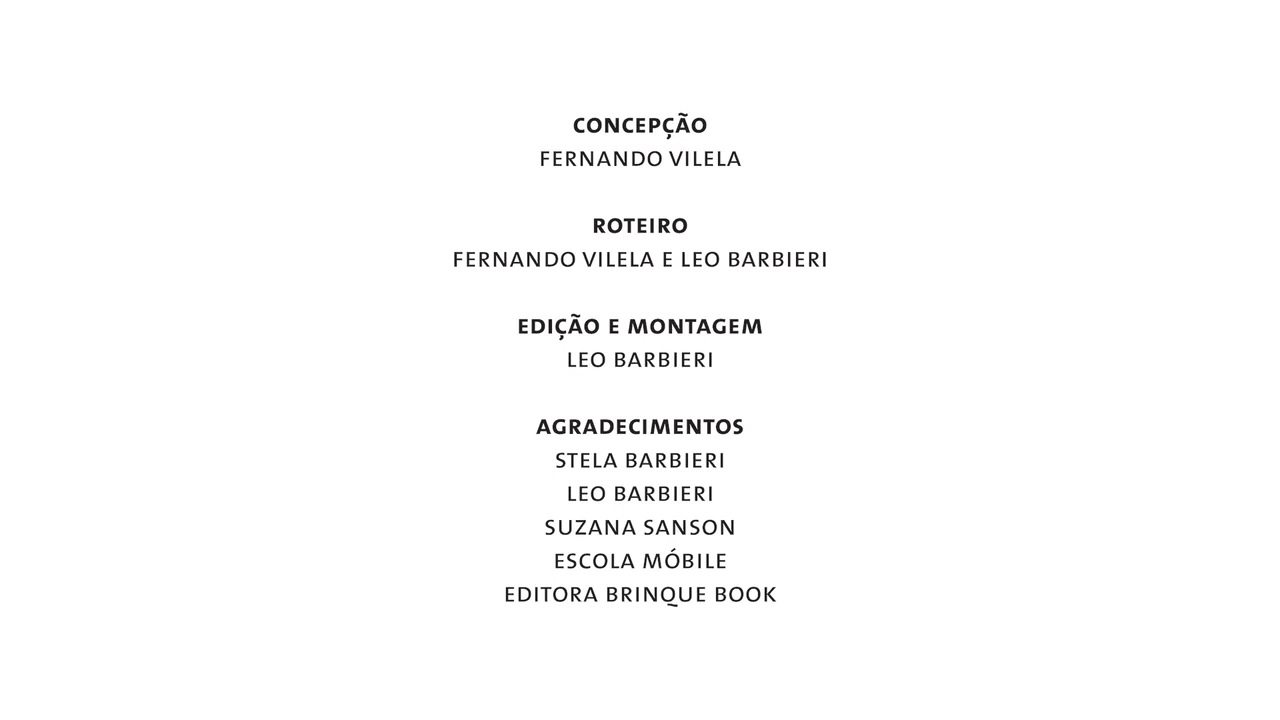 CONCEPÇÃO
FERNANDO VILELA
ROTEIRO
FERNANDO VILELA E LEO BARBIERI
EDIÇÃO E MONTAGEM
LEO BARBIERI
AGRADECIMENTOS
STELA BARBIERI
LEO BARBIERI
SUZANA SANSON
ESCOLA MÓBILE
EDITORA BRINQUE BOOK